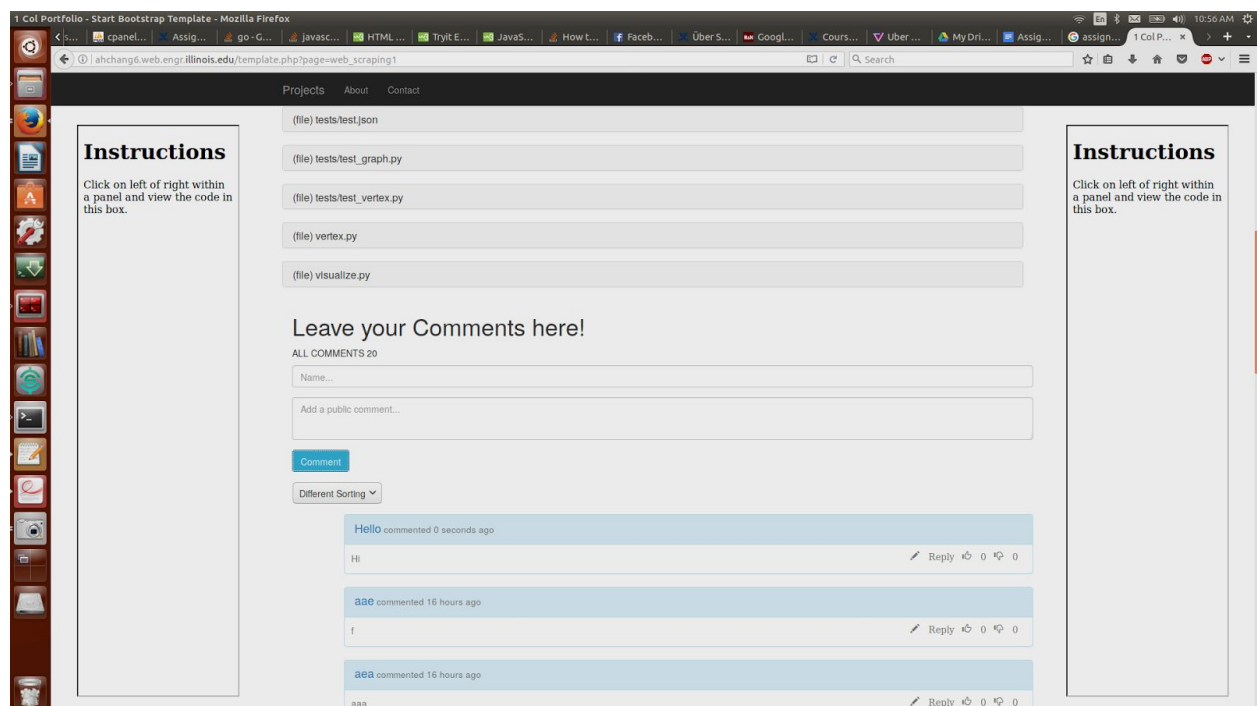 1 Col Portfolio - Start Bootstrap Template - Mozilla Firefox
En
10:56 AM
s... cpanel... Assig... go - G... javasc... HTML ... Tryit E... JavaS... How t... Faceb... Über S... Googl... Cours... Uber ... My Dri... Assig... assign... 1 Col P... ×
ahchang6.web.engr.illinois.edu/template.php?page=web_scraping1
Search
Projects About Contact
Instructions
Click on left of right within
a panel and view the code in
this box.
(file) tests/test.json
(file) tests/test_graph.py
(file) tests/test_vertex.py
(file) vertex.py
(file) visualize.py
Leave your Comments here!
ALL COMMENTS 20
Name...
Add a public comment...
Comment
Different Sorting
Hello commented 0 seconds ago
Hi
Reply 0 0
aae commented 16 hours ago
f
Reply 0 0
aea commented 16 hours ago
aaa
Reply 0 0
Instructions
Click on left of right within
a panel and view the code in
this box.